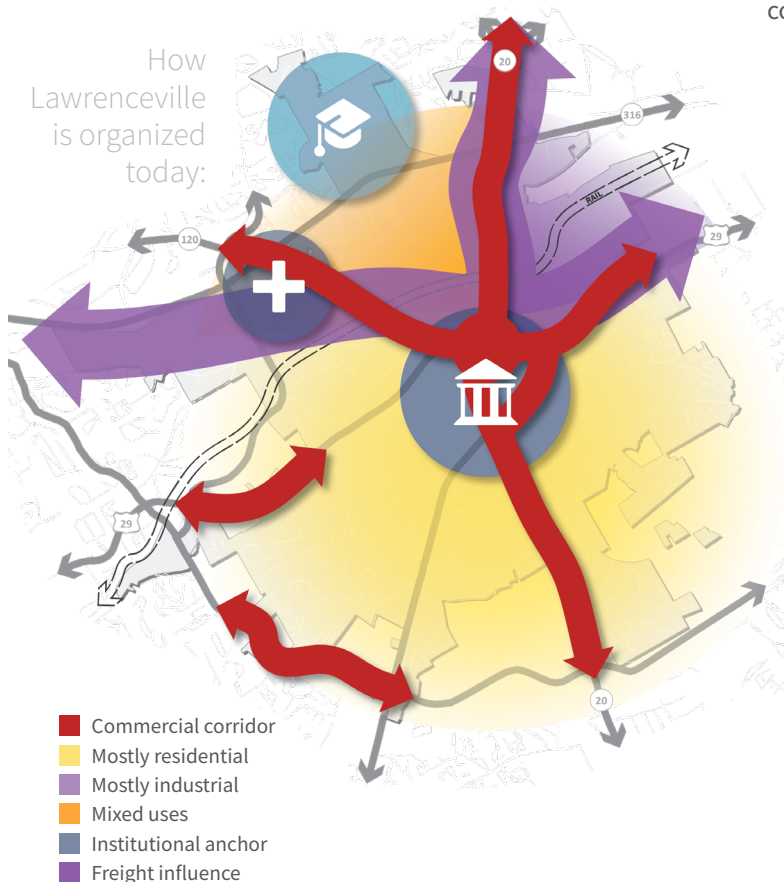 co
How
Lawrenceville
is organized
today:
20
316
RAIL
120
29
29
20
Commercial corridor
Mostly residential
Mostly industrial
Mixed uses
Institutional anchor
Freight influence